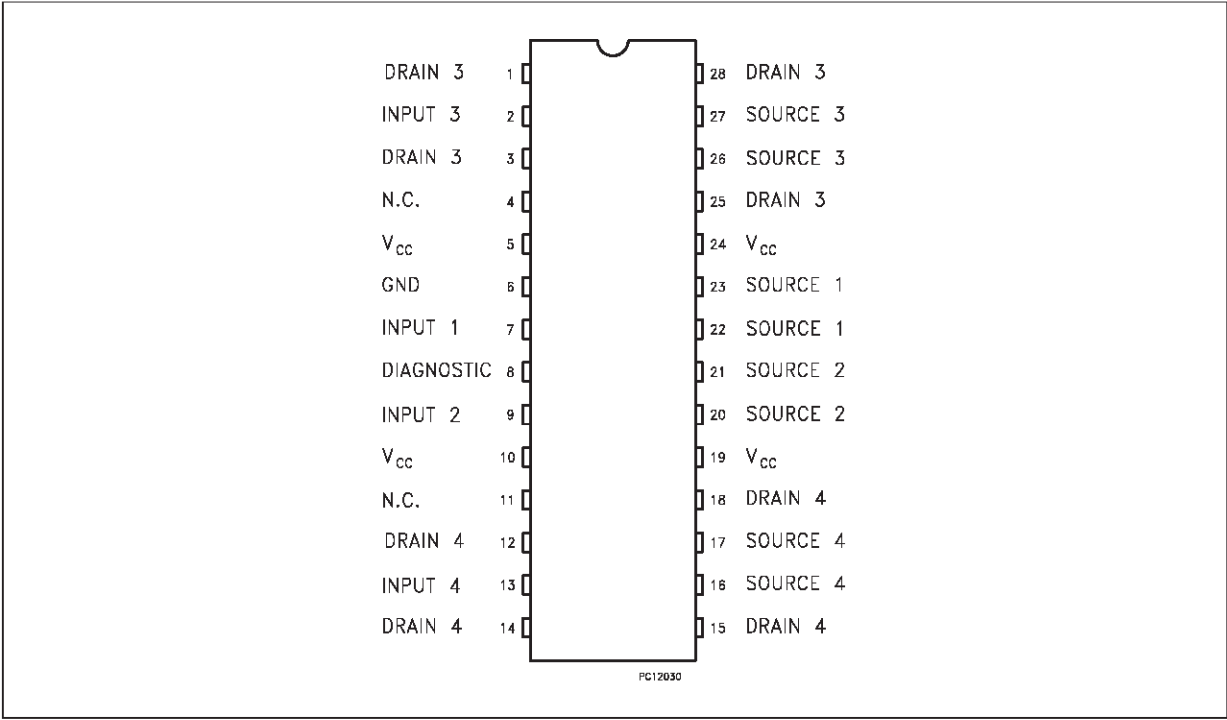 DRAIN 3 1 28 DRAIN 3
INPUT 3 2 27 SOURCE 3
DRAIN 3 3 26 SOURCE 3
N.C. 4 25 DRAIN 3
VCC 5 24 VCC
GND 6 23 SOURCE 1
INPUT 1 7 22 SOURCE 1
DIAGNOSTIC 8 21 SOURCE 2
INPUT 2 9 20 SOURCE 2
VCC 10 19 VCC
N.C. 11 18 DRAIN 4
DRAIN 4 12 17 SOURCE 4
INPUT 4 13 16 SOURCE 4
DRAIN 4 14 15 DRAIN 4
PC12030